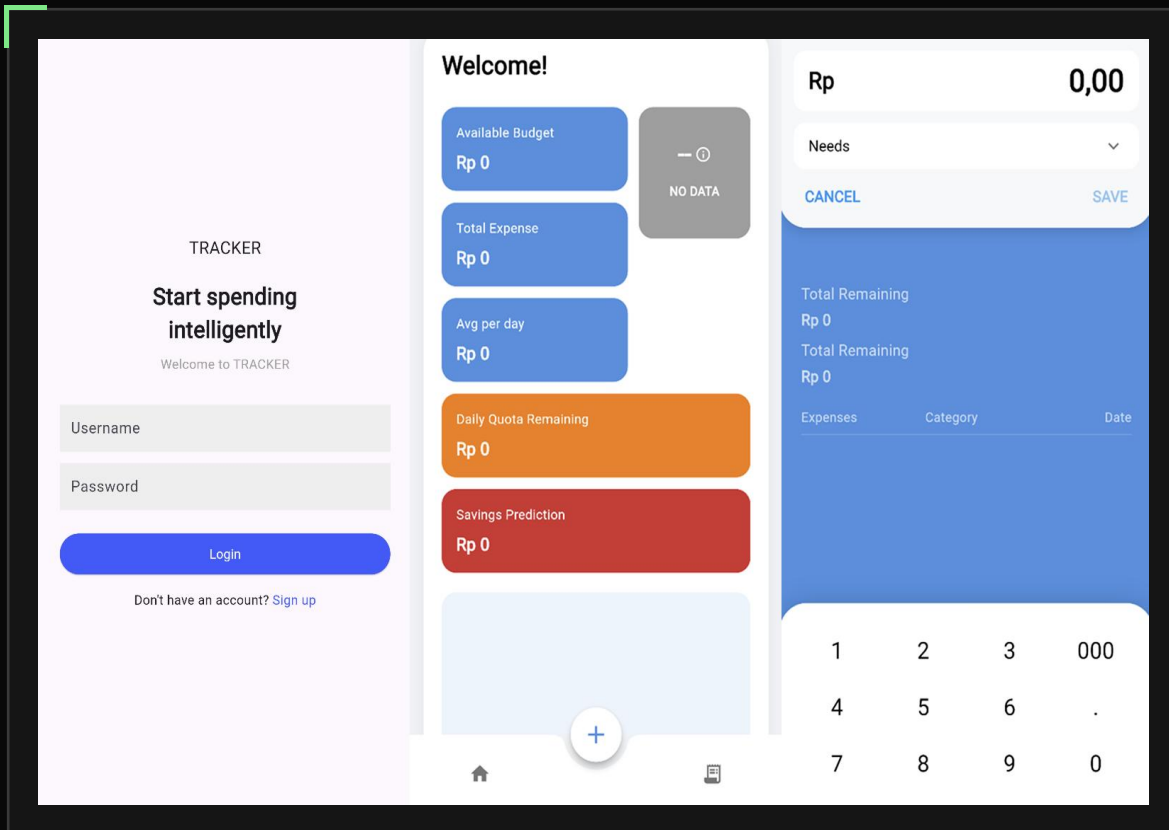 TRACKER
Start spending
intelligently
Welcome to TRACKER
Username
Password
Login
Don't have an account? Sign up
Welcome!
Available Budget
Rp 0
NO DATA
Total Expense
Rp 0
Avg per day
Rp 0
Daily Quota Remaining
Rp 0
Savings Prediction
Rp 0
Rp 0,00
Needs
CANCEL SAVE
Total Remaining
Rp 0
Total Remaining
Rp 0
Expenses Category Date
1 2 3 000
4 5 6 .
7 8 9 0